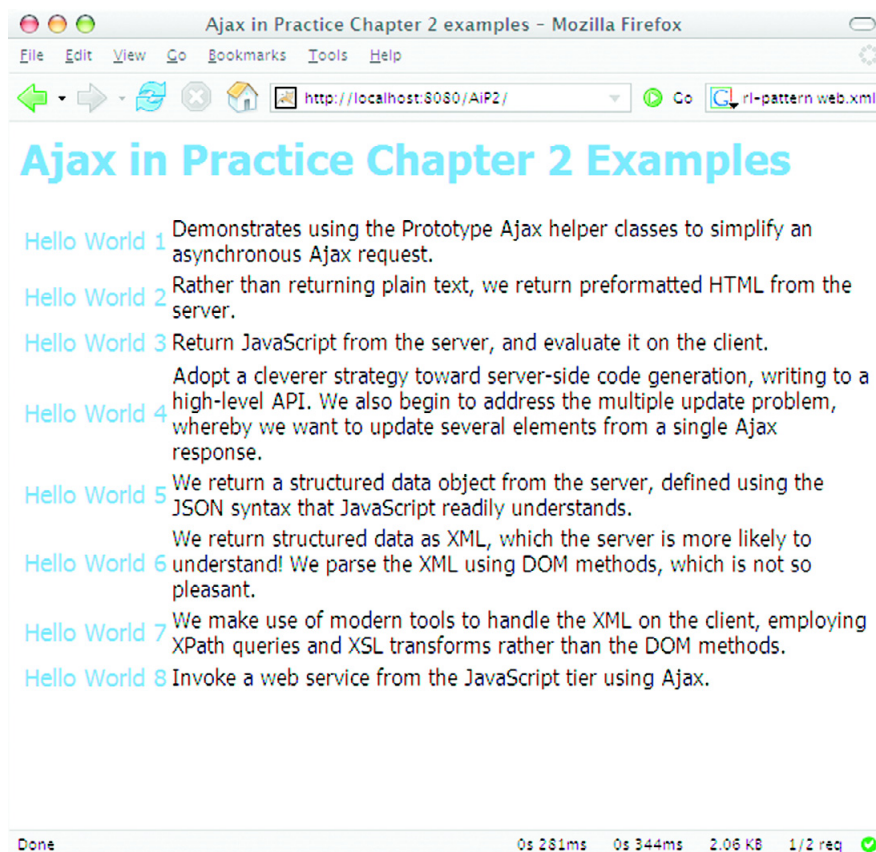 Ajax in Practice Chapter 2 examples - Mozilla Firefox
File Edit View Go Bookmarks Tools Help
http://localhost:8080/AiP2/ Go rl-pattern web.xml
Ajax in Practice Chapter 2 Examples
Hello World 1 Demonstrates using the Prototype Ajax helper classes to simplify an
asynchronous Ajax request.
Hello World 2 Rather than returning plain text, we return preformatted HTML from the
server.
Hello World 3 Return JavaScript from the server, and evaluate it on the client.
Adopt a cleverer strategy toward server-side code generation, writing to a
Hello World 4 high-level API. We also begin to address the multiple update problem,
whereby we want to update several elements from a single Ajax
response.
Hello World 5 We return a structured data object from the server, defined using the
JSON syntax that JavaScript readily understands.
We return structured data as XML, which the server is more likely to
Hello World 6 understand! We parse the XML using DOM methods, which is not so
pleasant.
Hello World 7 We make use of modern tools to handle the XML on the client, employing
XPath queries and XSL transforms rather than the DOM methods.
Hello World 8 Invoke a web service from the JavaScript tier using Ajax.
Done 0s 281ms 0s 344ms 2.06 KB 1/2 req